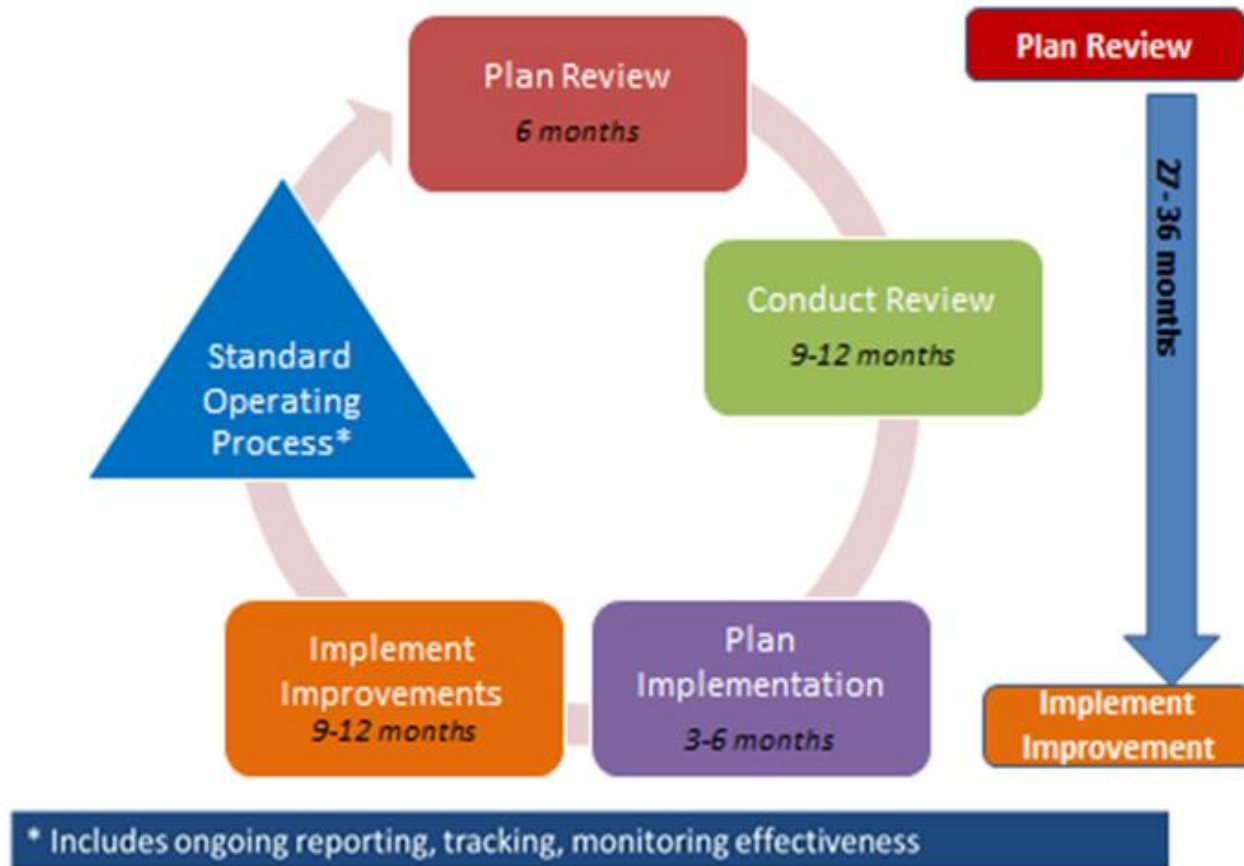 Plan Review
6 months
Conduct Review
9-12 months
Plan
Implementation
3-6 months
Implement
Improvements
9-12 months
Standard
Operating
Process*
Plan Review
27-36 months
Implement
Improvement
* Includes ongoing reporting, tracking, monitoring effectiveness